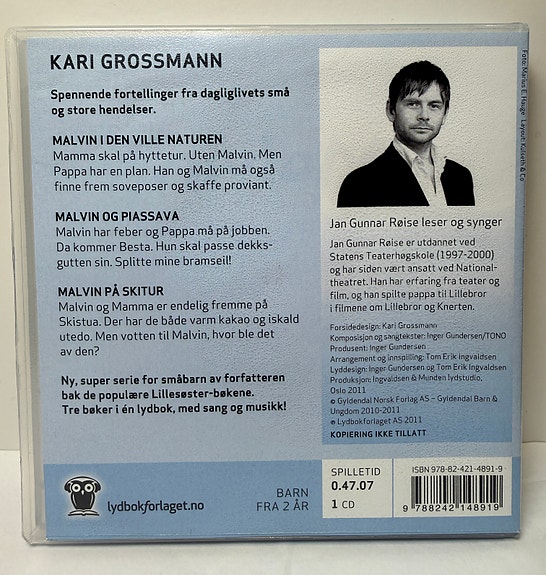 KARI GROSSMANN
Spennende fortellinger fra dagliglivets små
og store hendelser.
MALVIN I DEN VILLE NATUREN
Mamma skal på hyttetur. Uten Malvin. Men
Pappa har en plan. Han og Malvin må også
finne frem soveposer og skaffe proviant.
MALVIN OG PIASSAVA
Malvin har feber og Pappa må på jobben.
Da kommer Besta. Hun skal passe dekks-
gutten sin. Splitte mine bramseil!
MALVIN PÅ SKITUR
Malvin og Mamma er endelig fremme på
Skistua. Der har de både varm kakao og iskald
utedo. Men votten til Malvin, hvor ble det
av den?
Ny, super serie for småbarn av forfatteren
bak de populære Lillesøster-bøkene.
Tre bøker i én lydbok, med sang og musikk!
Foto: Marius E. Hauge Layout: Kulseth & Co
Jan Gunnar Røise leser og synger
Jan Gunnar Røise er utdannet ved
Statens Teaterhøgskole (1997-2000)
og har siden vært ansatt ved National-
theatret. Han har erfaring fra teater og
film, og han spilte pappa til Lillebror
i filmene om Lillebror og Knerten.
Forsidedesign: Kari Grossmann
Komposisjon og sangtekster: Inger Gundersen/TONO
Produsent: Inger Gundersen
Arrangement og innspilling: Tom Erik Ingvaldsen
Lyddesign: Inger Gundersen og Tom Erik Ingvaldsen
Produksjon: Ingvaldsen & Munden lydstudio,
Oslo 2011
© Gyldendal Norsk Forlag AS – Gyldendal Barn &
Ungdom 2010-2011
℗ Lydbokforlaget AS 2011
KOPIERING IKKE TILLATT
lydbokforlaget.no
BARN
FRA 2 ÅR
SPILLETID
0.47.07
1 CD
ISBN 978-82-421-4891-9
9 788242 148919